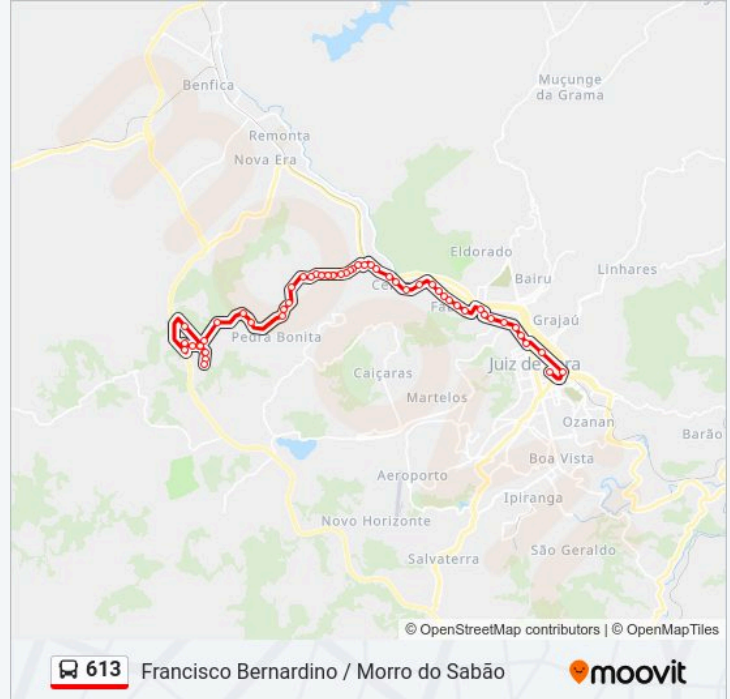 Benfica
Muçunge
da Grama
Remonta
Nova Era
Eldorado
Linhares
Bairu
Grajaú
Pedra Bonita
Caiçaras
Martelos
Ozanan
Barão
Boa Vista
Aeroporto
Ipiranga
Novo Horizonte
São Geraldo
Salvaterra
© OpenStreetMap contributors | © OpenMapTiles
613 Francisco Bernardino / Morro do Sabão
moovit